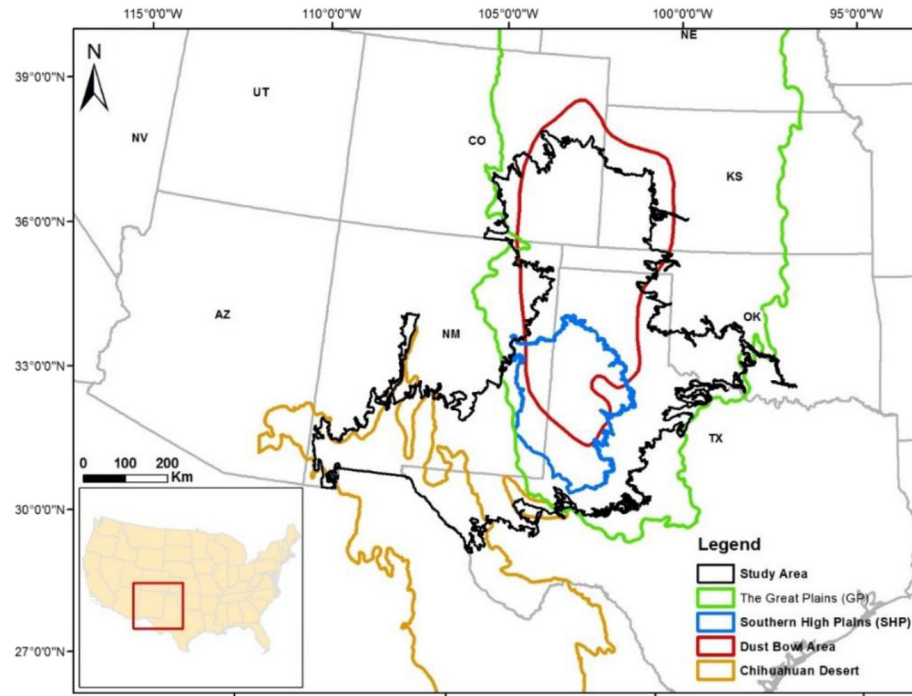 115°0'0"W 110°0'0"W 105°0'0"W 100°0'0"W 95°0'0"W
NE
N
39°0'0"N
UT
NV
CO
KS
36°0'0"N
AZ
NM
OK
33°0'0"N
TX
0 100 200
Km
30°0'0"N
Legend
Study Area
The Great Plains (GP)
Southern High Plains (SHP)
Dust Bowl Area
Chihuahuan Desert
27°0'0"N